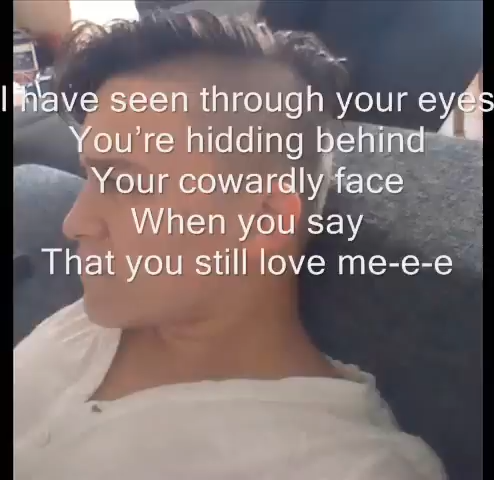 I have seen through your eyes
You’re hidding behind
Your cowardly face
When you say
That you still love me-e-e